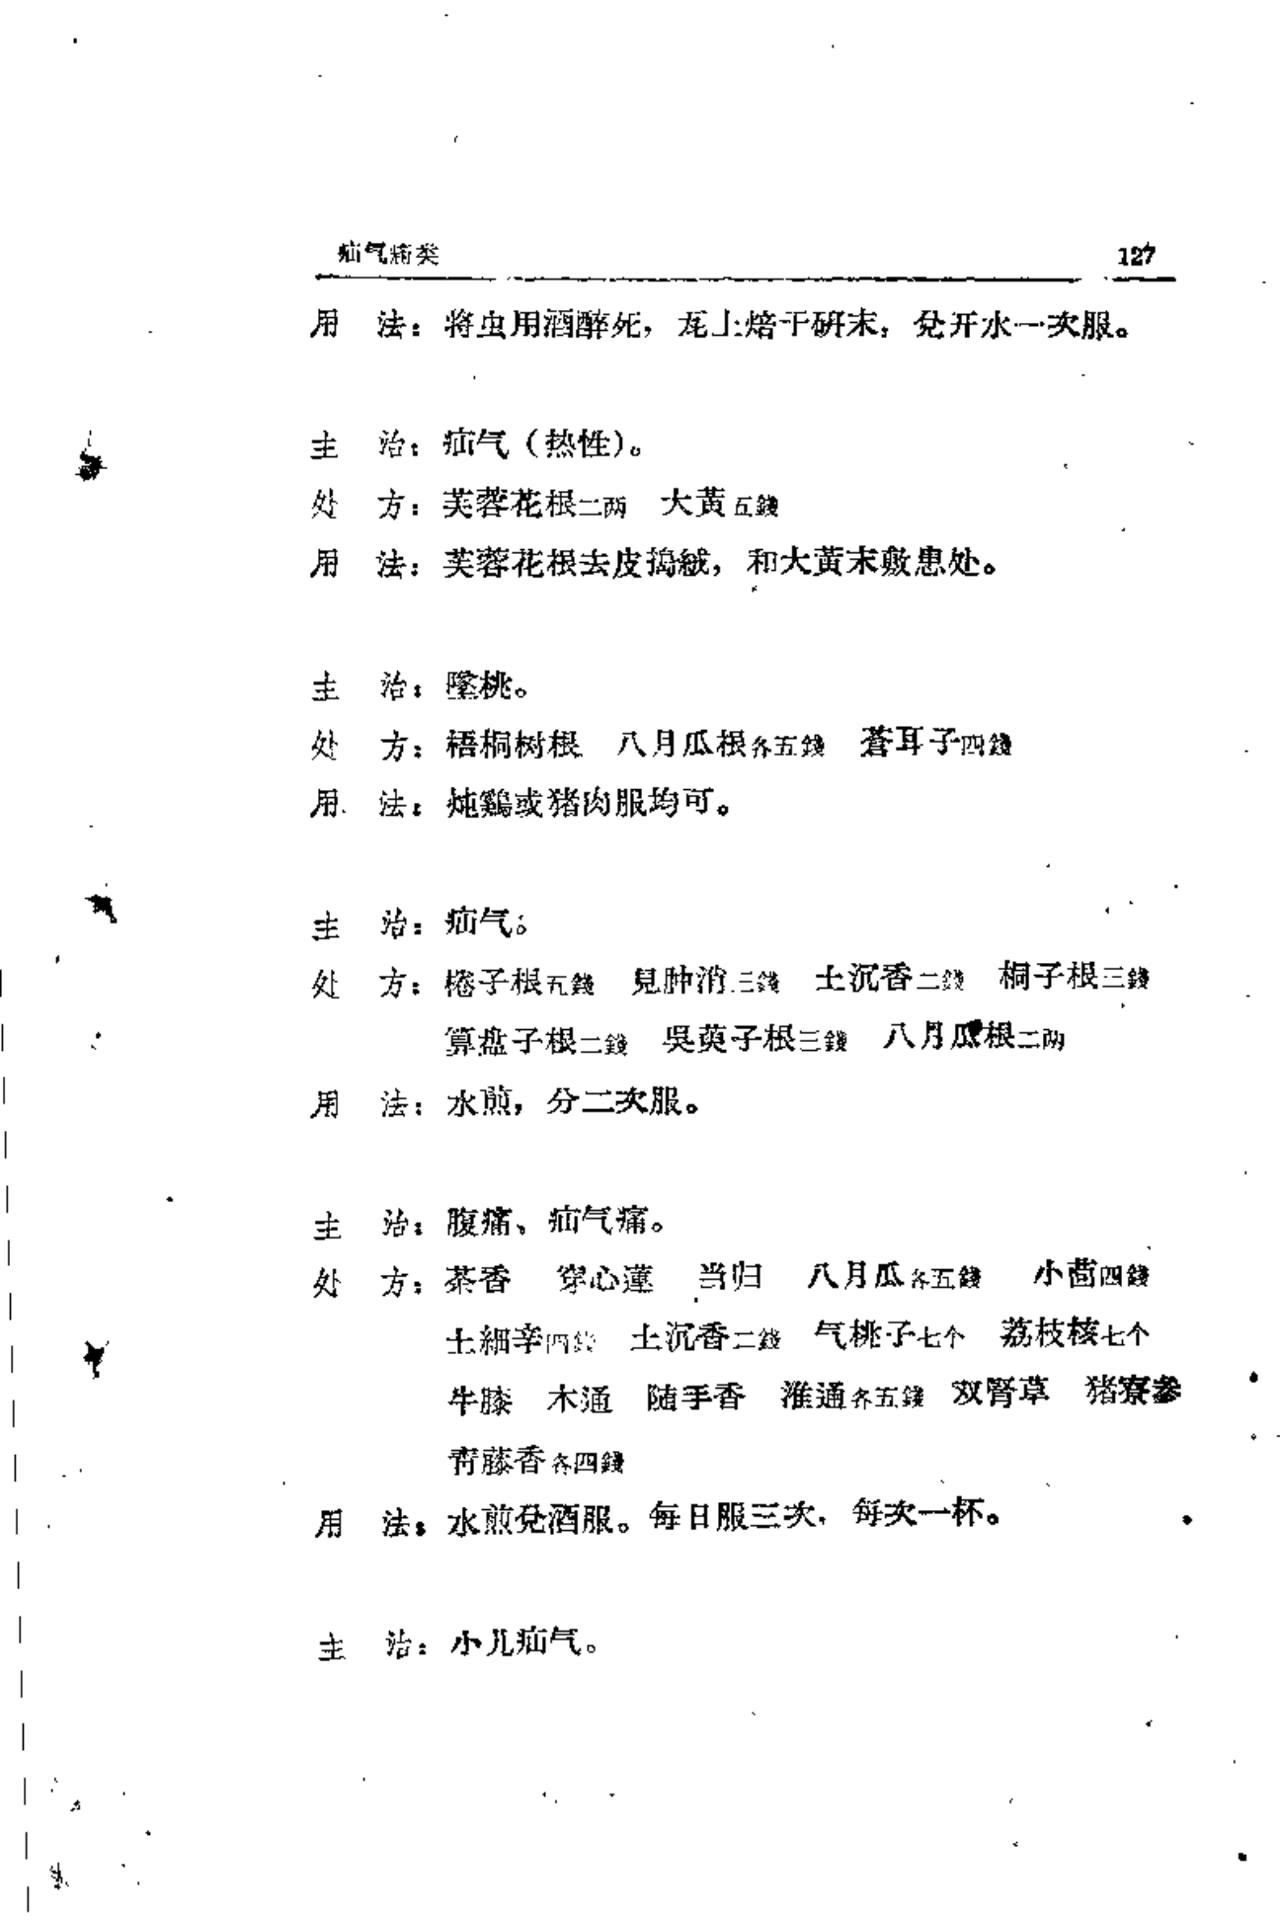 疝气病类 127
用 法：将虫用酒醉死，瓦上焙干研末，兌开水一次服。
主 治：疝气（热性）。
处 方：芙蓉花根二两 大黃五錢
用 法：芙蓉花根去皮搗絨，和大黃末敷患处。
主 治：墜桃。
处 方：梧桐树根 八月瓜根各五錢 蒼耳子四錢
用 法：炖鷄或猪肉服均可。
主 治：疝气。
处 方：棬子根五錢 見肿消三錢 土沉香二錢 桐子根三錢
算盘子根二錢 吳萸子根三錢 八月瓜根二两
用 法：水煎，分二次服。
主 治：腹痛、疝气痛。
处 方：茶香 穿心蓮 当归 八月瓜各五錢 小茴四錢
土細辛四錢 土沉香二錢 气桃子七个 荔枝核七个
牛膝 木通 随手香 淮通各五錢 双腎草 猪寮参
青藤香各四錢
用 法：水煎兌酒服。每日服三次，每次一杯。
主 治：小儿疝气。